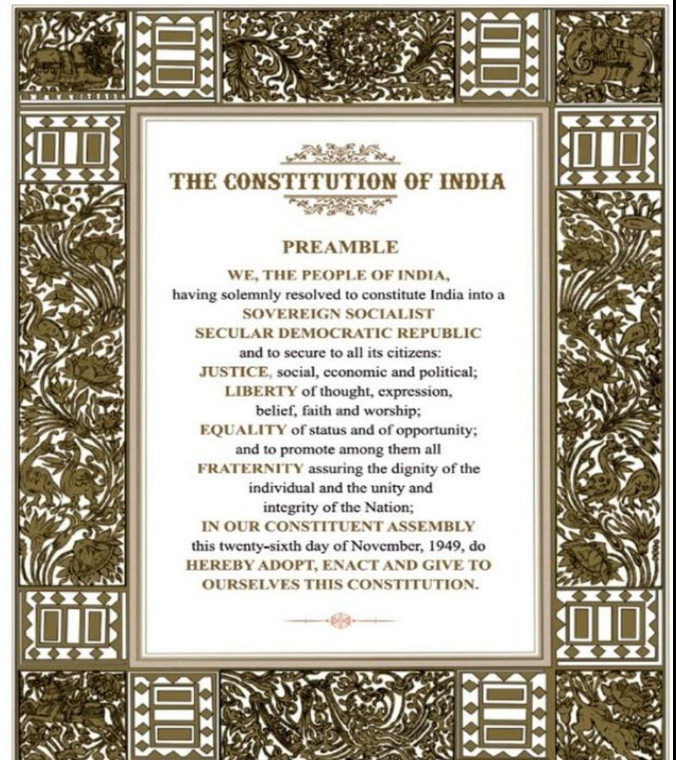 THE CONSTITUTION OF INDIA
PREAMBLE
WE, THE PEOPLE OF INDIA,
having solemnly resolved to constitute India into a
SOVEREIGN SOCIALIST
SECULAR DEMOCRATIC REPUBLIC
and to secure to all its citizens:
JUSTICE, social, economic and political;
LIBERTY of thought, expression,
belief, faith and worship;
EQUALITY of status and of opportunity;
and to promote among them all
FRATERNITY assuring the dignity of the
individual and the unity and
integrity of the Nation;
IN OUR CONSTITUENT ASSEMBLY
this twenty-sixth day of November, 1949, do
HEREBY ADOPT, ENACT AND GIVE TO
OURSELVES THIS CONSTITUTION.